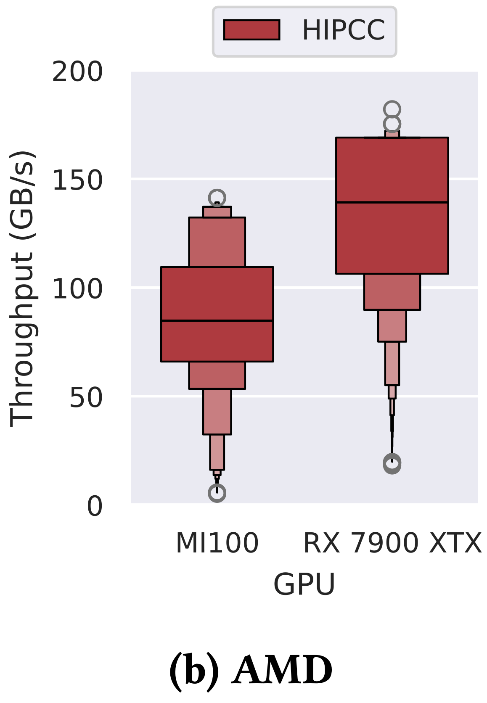 HIPCC
200
150
100
50
0
Throughput (GB/s)
MI100
RX 7900 XTX
GPU
(b) AMD